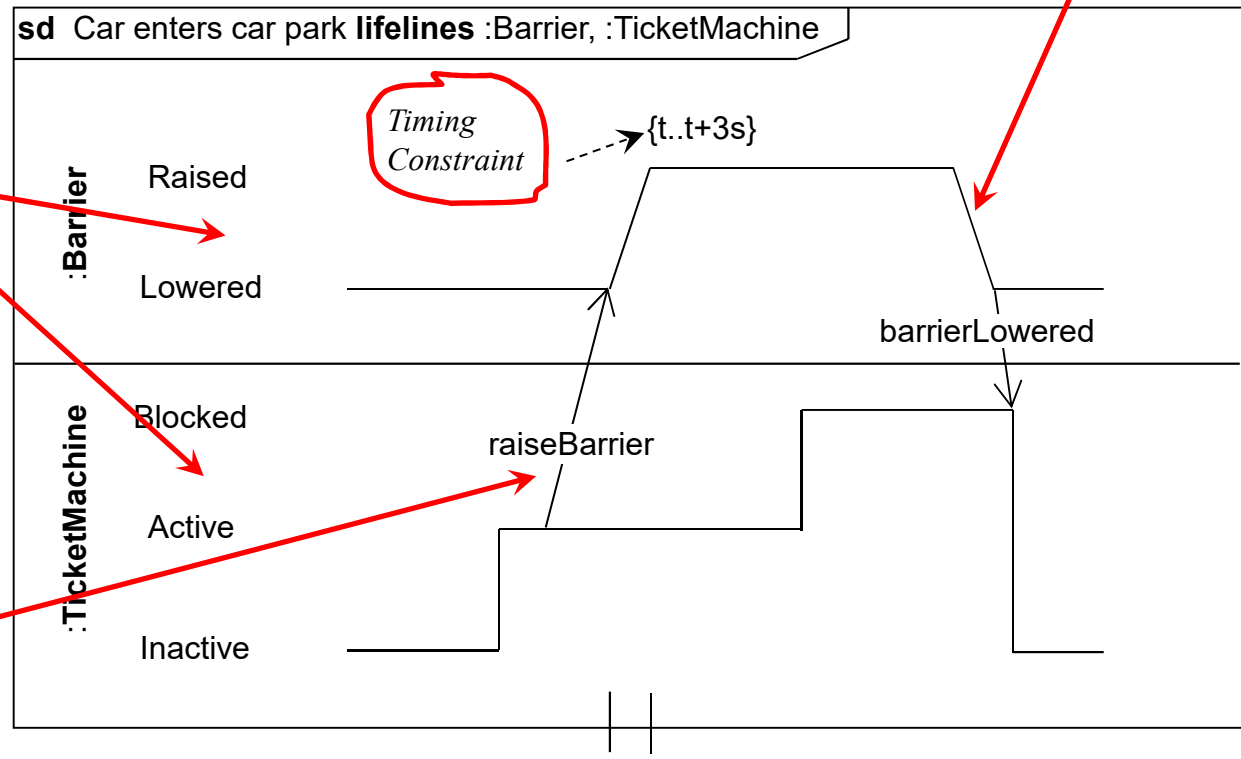 sd Car enters car park lifelines :Barrier, :TicketMachine
Timing
Constraint
{t..t+3s}
:Barrier
Raised
Lowered
barrierLowered
:TicketMachine
Blocked
raiseBarrier
Active
Inactive